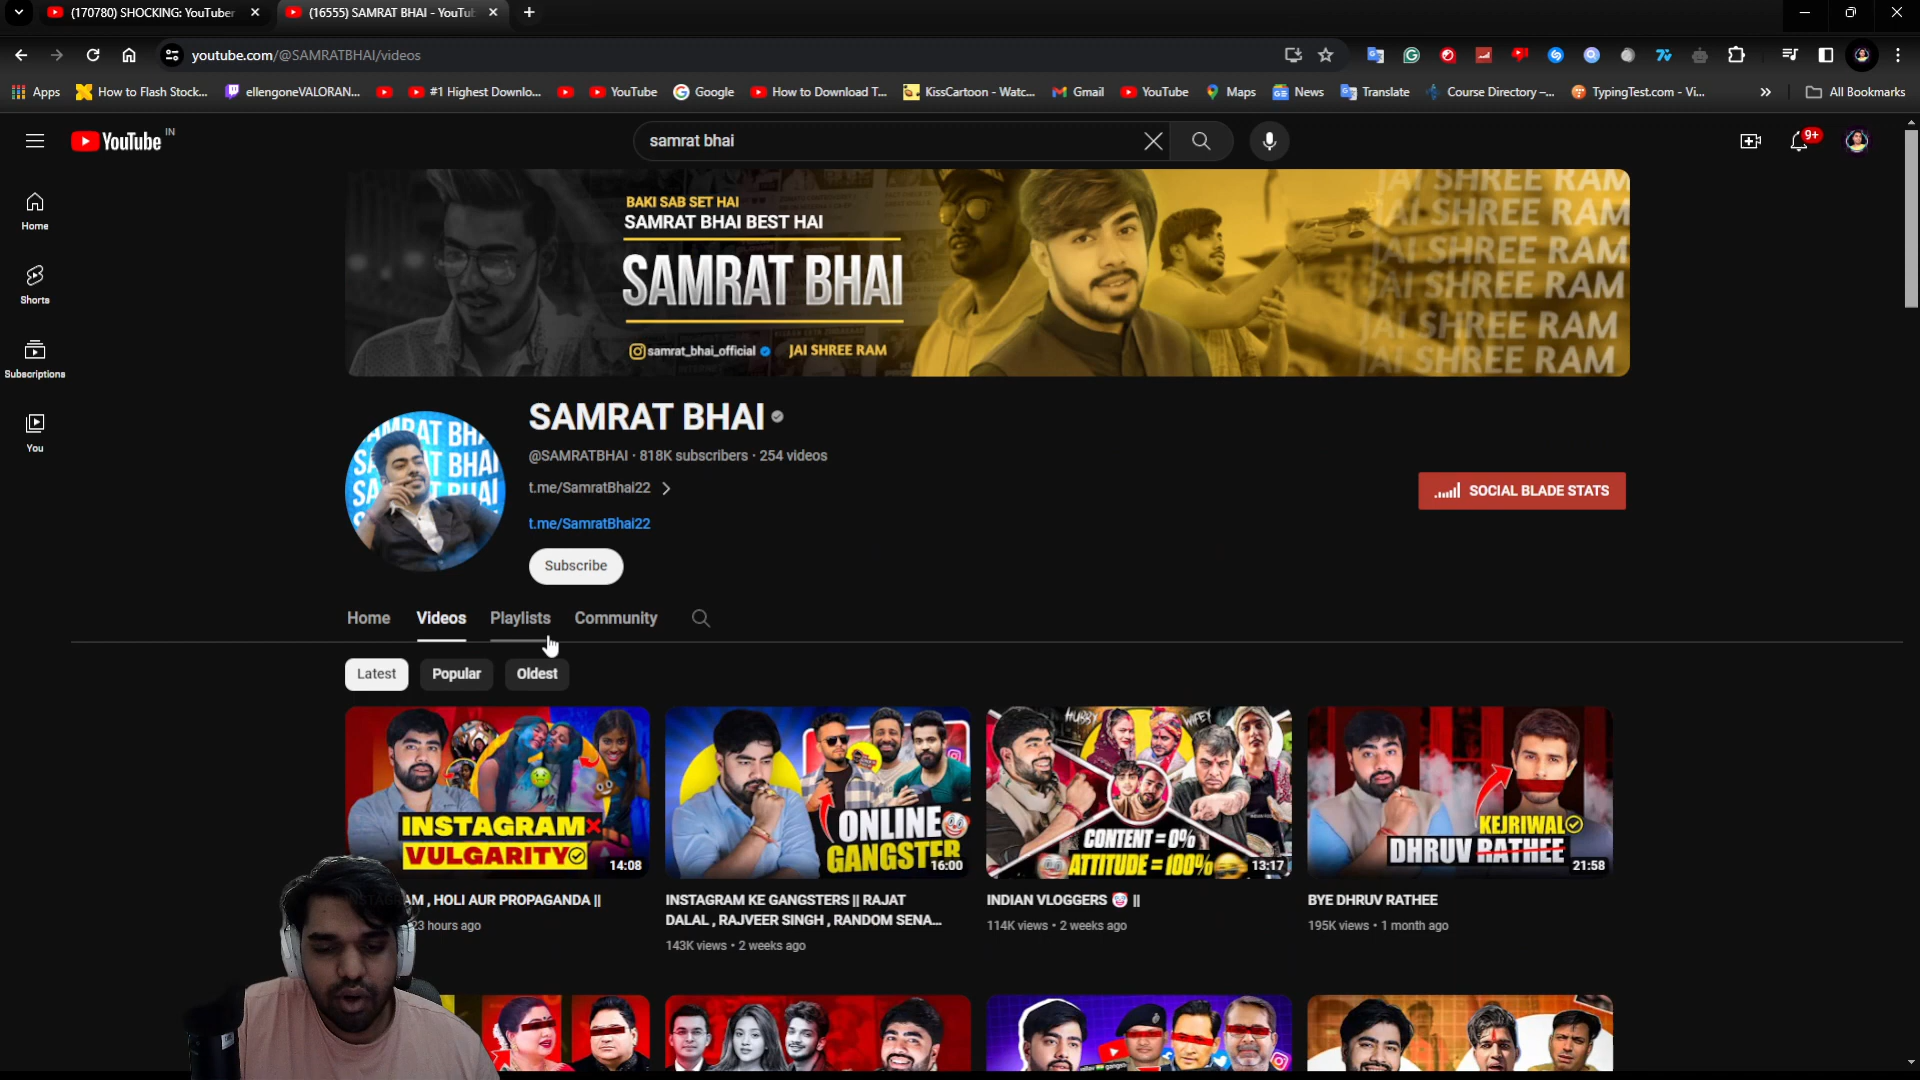 (170780) SHOCKING: YouTuber
(16555) SAMRAT BHAI - YouTu
youtube.com/@SAMRATBHAI/videos
Apps
How to Flash Stock...
ellengoneVALORAN...
#1 Highest Downlo...
YouTube
Google
How to Download T...
KissCartoon - Watc...
Gmail
YouTube
Maps
News
Translate
Course Directory –...
TypingTest.com - Vi...
All Bookmarks
YouTube IN
samrat bhai
9+
Home
Shorts
Subscriptions
You
BAKI SAB SET HAI
SAMRAT BHAI BEST HAI
SAMRAT BHAI
samrat_bhai_official
JAI SHREE RAM
JAI SHREE RAM
JAI SHREE RAM
JAI SHREE RAM
JAI SHREE RAM
JAI SHREE RAM
JAI SHREE RAM
SAMRAT BHAI
@SAMRATBHAI · 818K subscribers · 254 videos
t.me/SamratBhai22
t.me/SamratBhai22
SOCIAL BLADE STATS
Subscribe
Home
Videos
Playlists
Community
Latest
Popular
Oldest
INSTAGRAM
VULGARITY
14:08
ONLINE
GANGSTER
16:00
HUBBY
WIFEY
CONTENT = 0%
ATTITUDE = 100%
13:17
KEJRIWAL
DHRUV RATHEE
21:58
AM , HOLI AUR PROPAGANDA ||
23 hours ago
INSTAGRAM KE GANGSTERS || RAJAT
DALAL , RAJVEER SINGH , RANDOM SENA...
143K views • 2 weeks ago
INDIAN VLOGGERS 🤡 ||
114K views • 2 weeks ago
BYE DHRUV RATHEE
195K views • 1 month ago